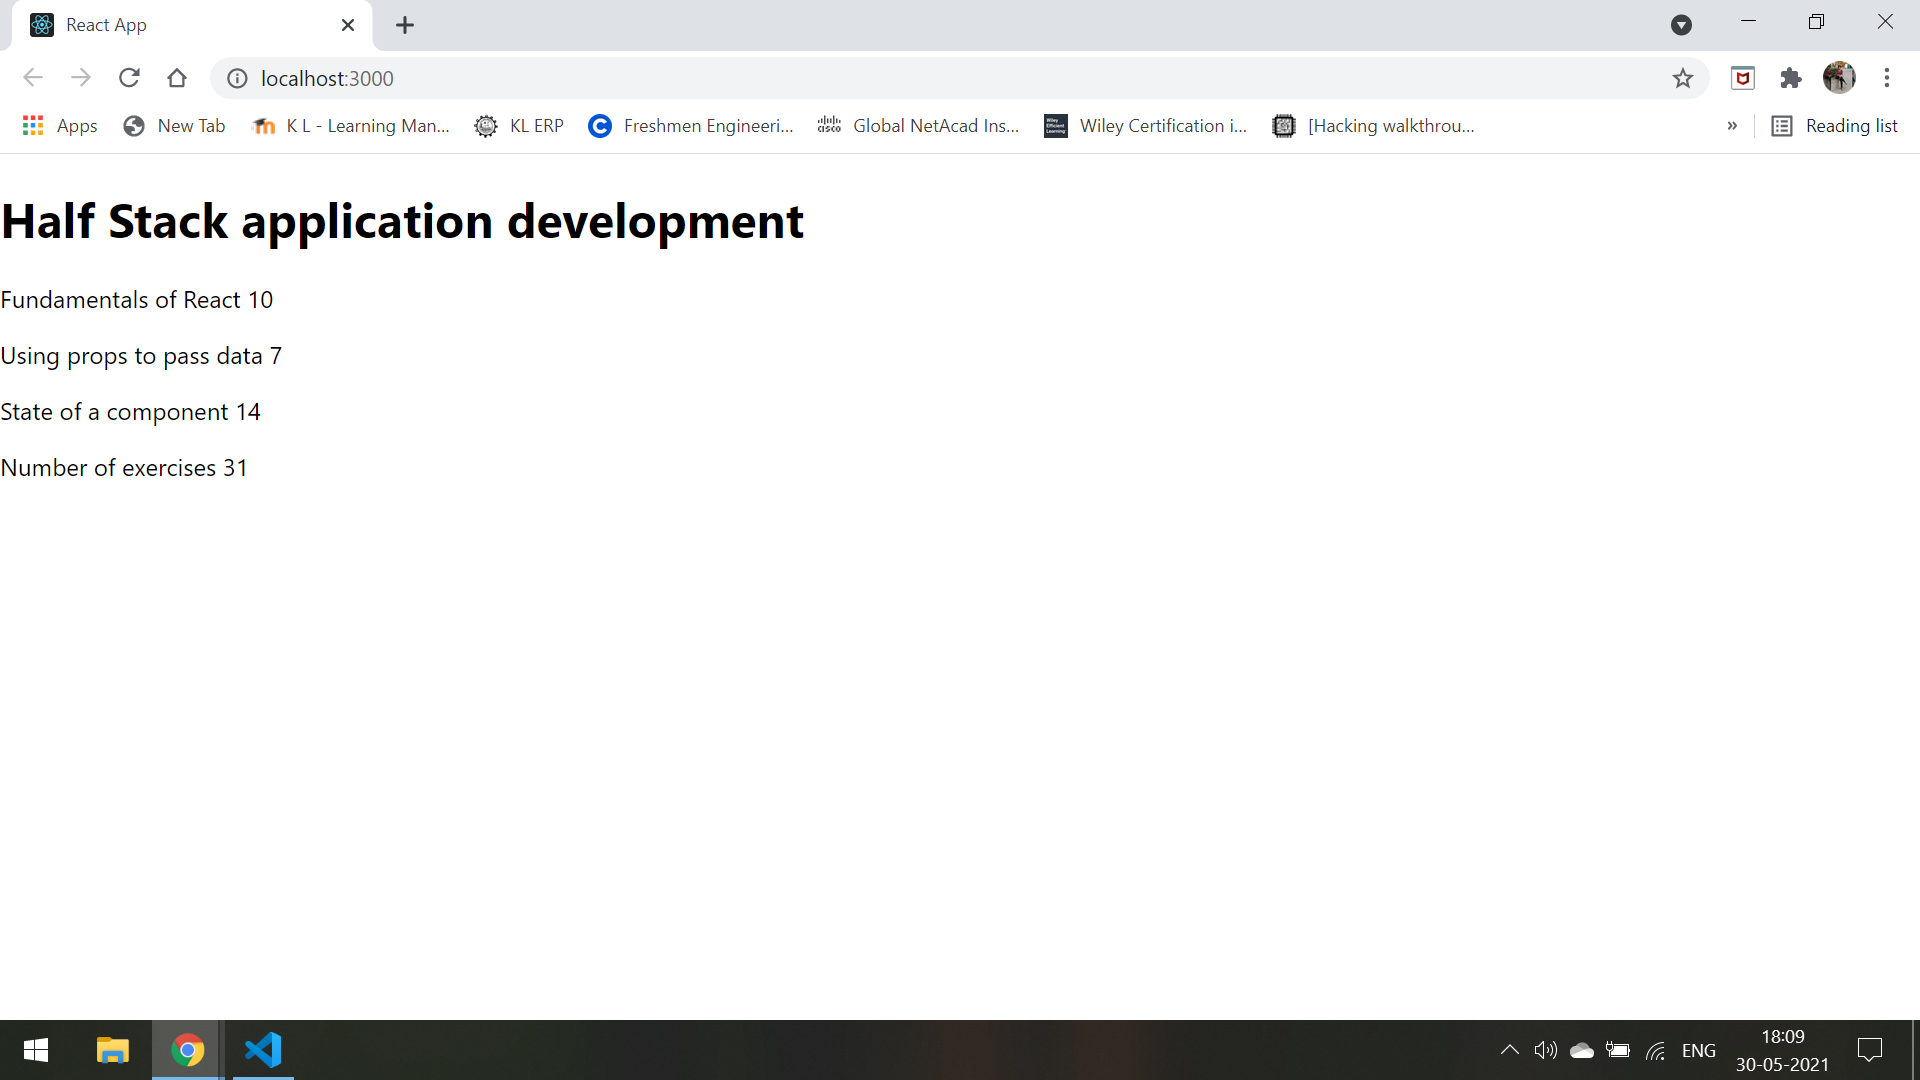 React App
localhost:3000
Apps
New Tab
K L - Learning Man...
KL ERP
Freshmen Engineeri...
Global NetAcad Ins...
Wiley Certification i...
[Hacking walkthrou...
»
Reading list
Half Stack application development
Fundamentals of React 10
Using props to pass data 7
State of a component 14
Number of exercises 31
ENG
18:09
30-05-2021